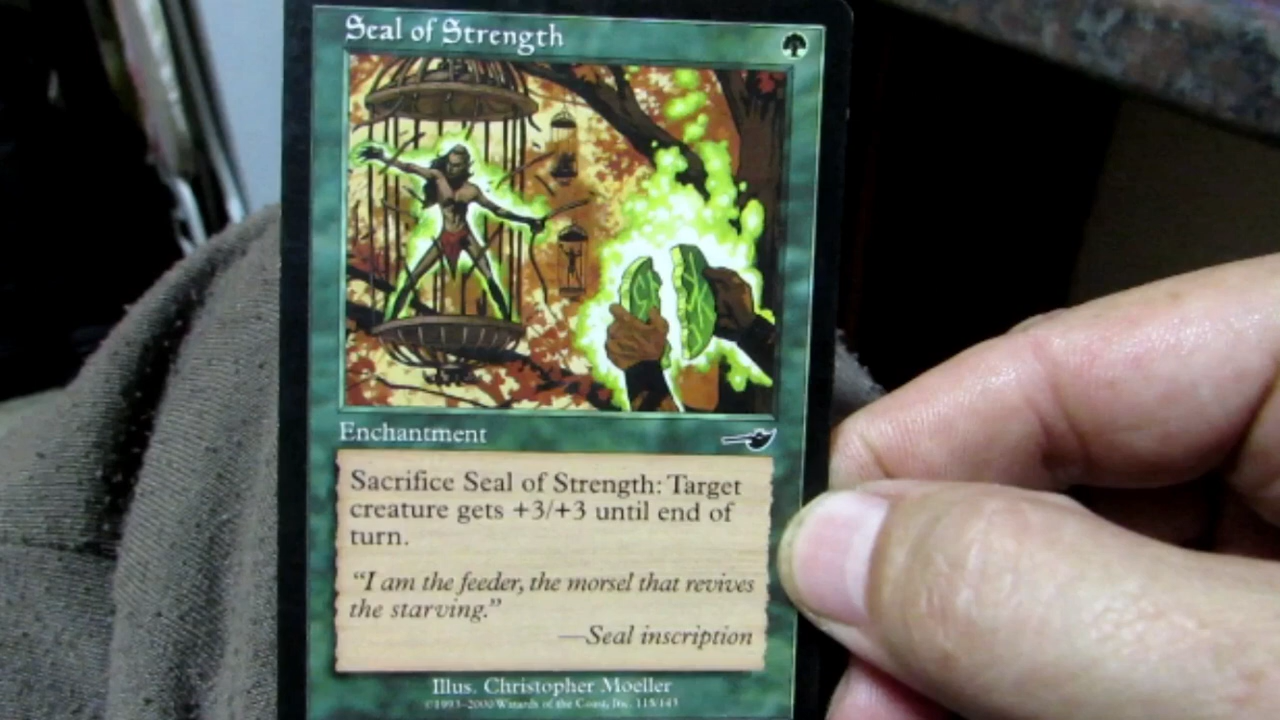 Seal of Strength
Enchantment
Sacrifice Seal of Strength: Target
creature gets +3/+3 until end of
turn.
“I am the feeder, the morsel that revives
the starving.”
—Seal inscription
Illus. Christopher Moeller
©1993–2000 Wizards of the Coast, Inc. 115/143